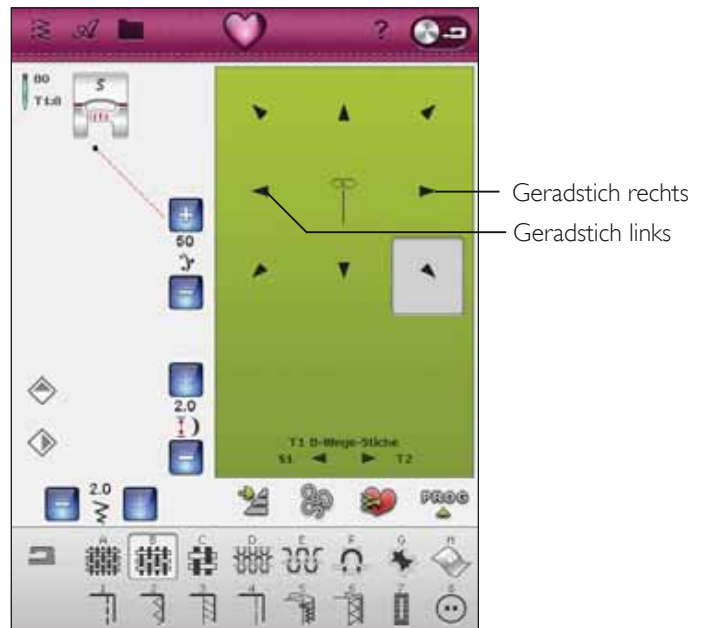 ?
80
T1:8
S
Geradstich rechts
Geradstich links
50
2.0
T1 8-Wege-Stiche
S1 T2
2.0
PROG
A B C D E F G H
1 2 3 4 5 6 7 8